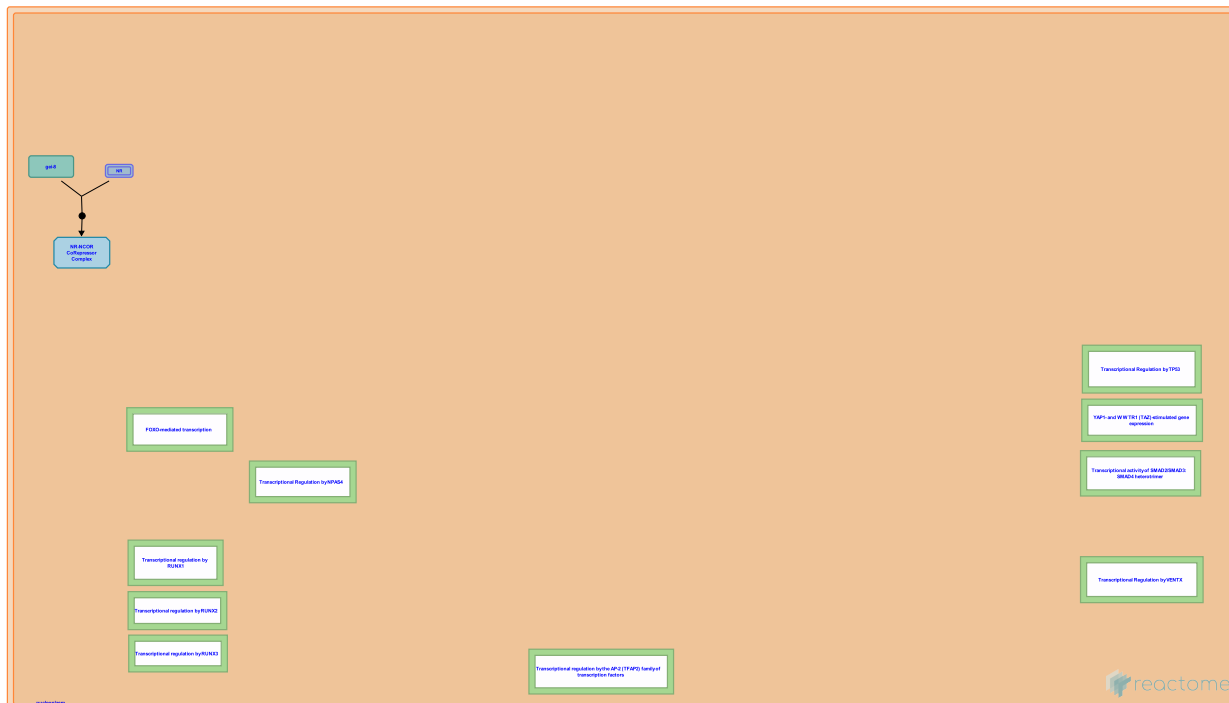 gei-8
NR
NR-NCOR
CoRepressor
Complex
Transcriptional Regulation by TP53
YAP1- and WWTR1 (TAZ)-stimulated gene
expression
FOXO-mediated transcription
Transcriptional activity of SMAD2/SMAD3:
SMAD4 heterotrimer
Transcriptional Regulation by NPAS4
Transcriptional regulation by
RUNX1
Transcriptional Regulation by VENTX
Transcriptional regulation by RUNX2
Transcriptional regulation by RUNX3
Transcriptional regulation by the AP-2 (TFAP2) family of
transcription factors
reactome